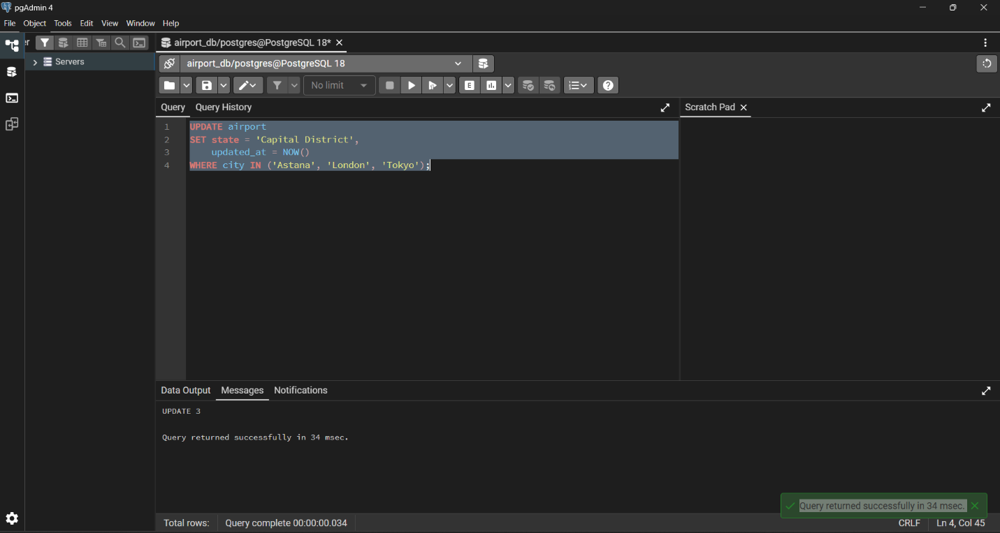 pgAdmin 4
File Object Tools Edit View Window Help
er
airport_db/postgres@PostgreSQL 18*
Servers
airport_db/postgres@PostgreSQL 18
No limit
E
Query Query History
Scratch Pad
1 UPDATE airport
2 SET state = 'Capital District',
3 updated_at = NOW()
4 WHERE city IN ('Astana', 'London', 'Tokyo');
Data Output Messages Notifications
UPDATE 3
Query returned successfully in 34 msec.
Query returned successfully in 34 msec.
Total rows: Query complete 00:00:00.034 CRLF Ln 4, Col 45